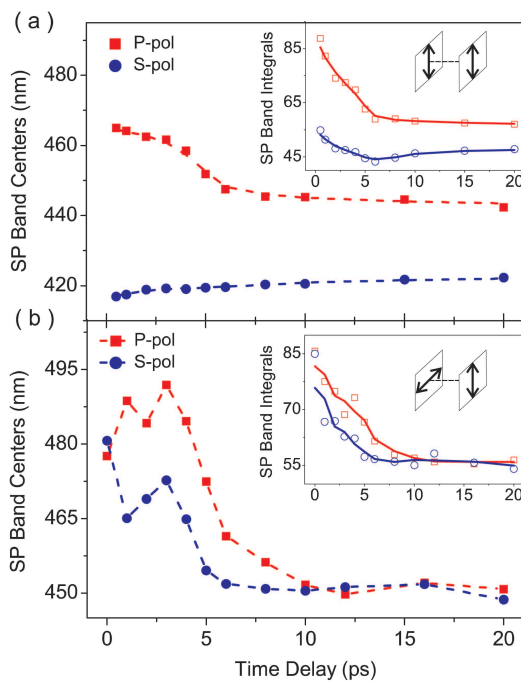 ( a )
P-pol
S-pol
SP Band Centers (nm)
480
460
440
420
SP Band Integrals
85
65
45
0 5 10 15 20
( b )
P-pol
S-pol
SP Band Centers (nm)
495
480
465
450
SP Band Integrals
85
70
55
0 5 10 15 20
0 5 10 15 20
Time Delay (ps)